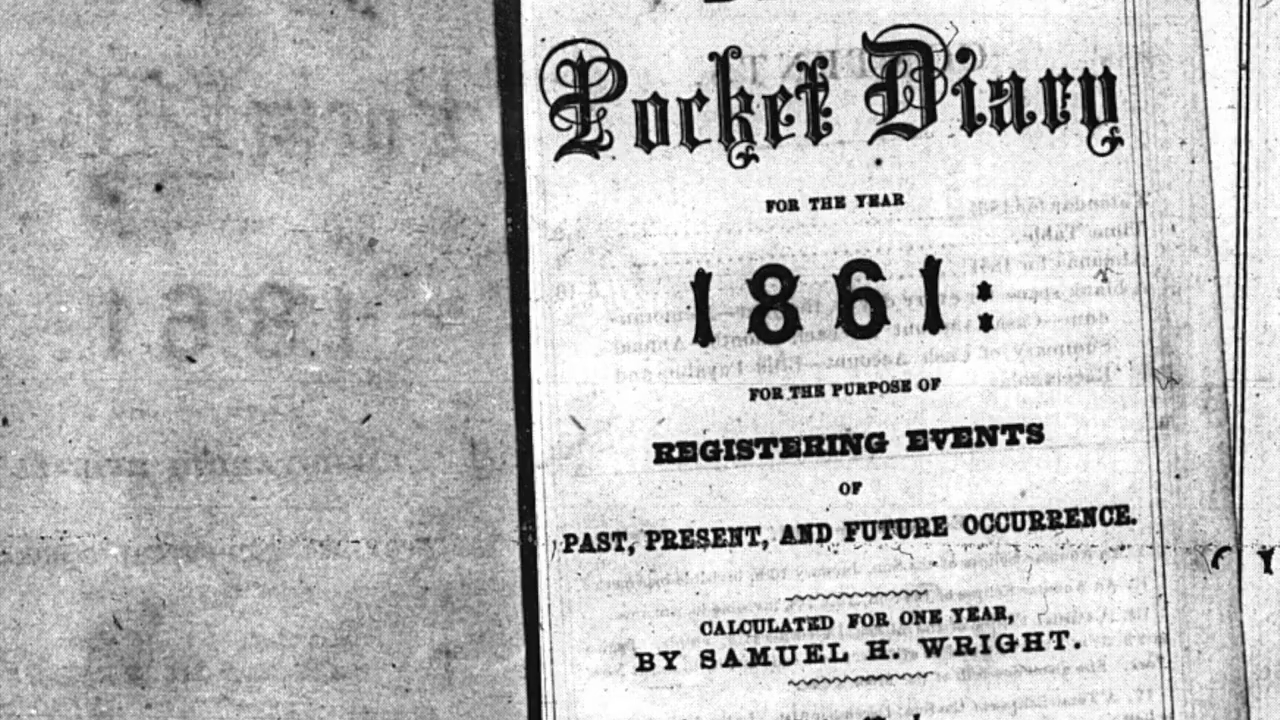 Pocket Diary
FOR THE YEAR
1861:
FOR THE PURPOSE OF
REGISTERING EVENTS
OF
PAST, PRESENT, AND FUTURE OCCURRENCE.
CALCULATED FOR ONE YEAR,
BY SAMUEL H. WRIGHT.